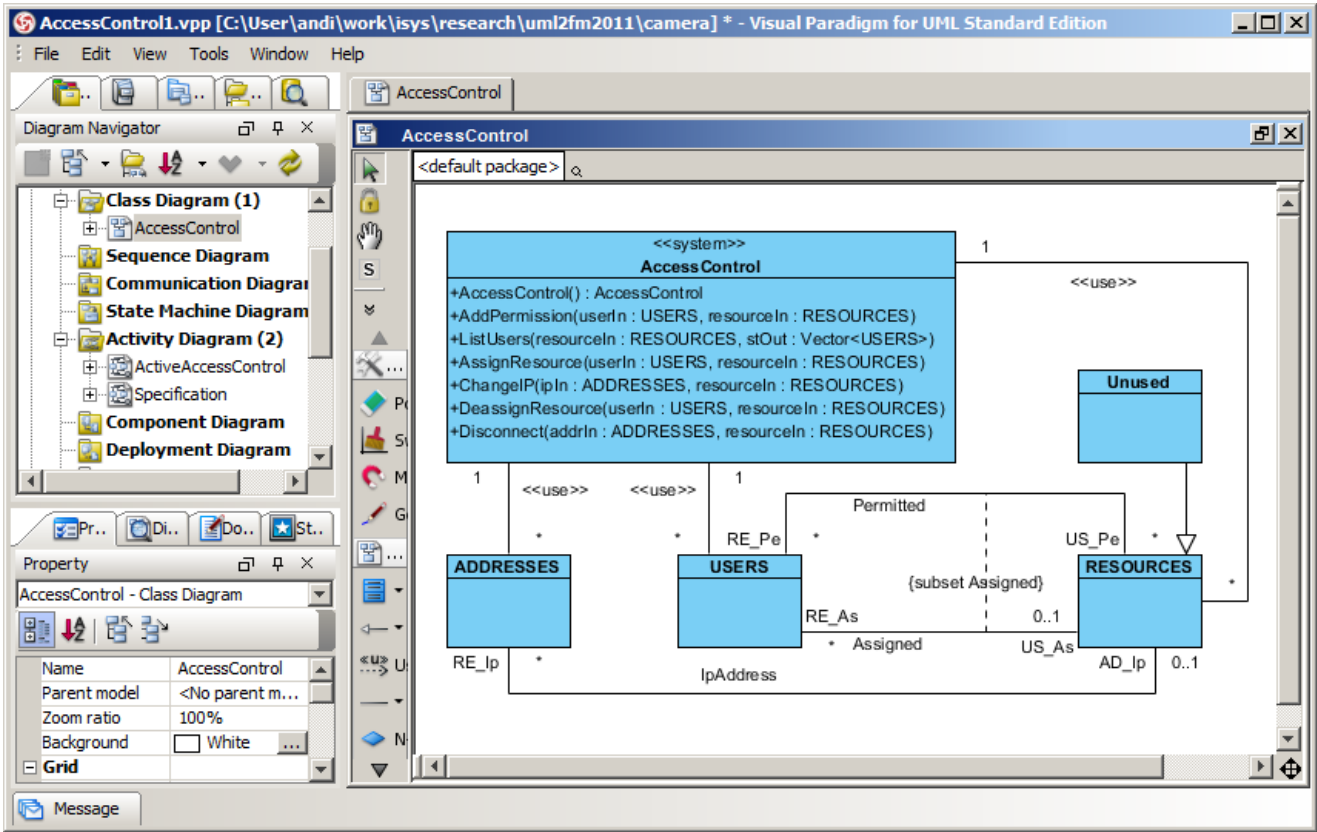 AccessControl1.vpp [C:\User\andi\work\isys\research\uml2fm2011\camera] * - Visual Paradigm for UML Standard Edition
File Edit View Tools Window Help
AccessControl
Diagram Navigator
Class Diagram (1)
AccessControl
Sequence Diagram
Communication Diagrar
State Machine Diagram
Activity Diagram (2)
ActiveAccessControl
Specification
Component Diagram
Deployment Diagram
Pr.. Di.. Do.. St..
Property
AccessControl - Class Diagram
Name AccessControl
Parent model <No parent m...
Zoom ratio 100%
Background White ...
Grid
Message
AccessControl
<default package>
S
<<system>>
AccessControl
+AccessControl() : AccessControl
+AddPermission(userIn : USERS, resourceIn : RESOURCES)
+ListUsers(resourceIn : RESOURCES, stOut : Vector<USERS>)
+AssignResource(userIn : USERS, resourceIn : RESOURCES)
+ChangeIP(ipIn : ADDRESSES, resourceIn : RESOURCES)
+DeassignResource(userIn : USERS, resourceIn : RESOURCES)
+Disconnect(addrIn : ADDRESSES, resourceIn : RESOURCES)
1
<<use>>
Unused
1 1
<<use>> <<use>>
Permitted
* * RE_Pe * US_Pe *
ADDRESSES USERS RESOURCES
{subset Assigned}
*
RE_As 0..1
* Assigned US_As
RE_Ip * AD_Ip 0..1
IpAddress